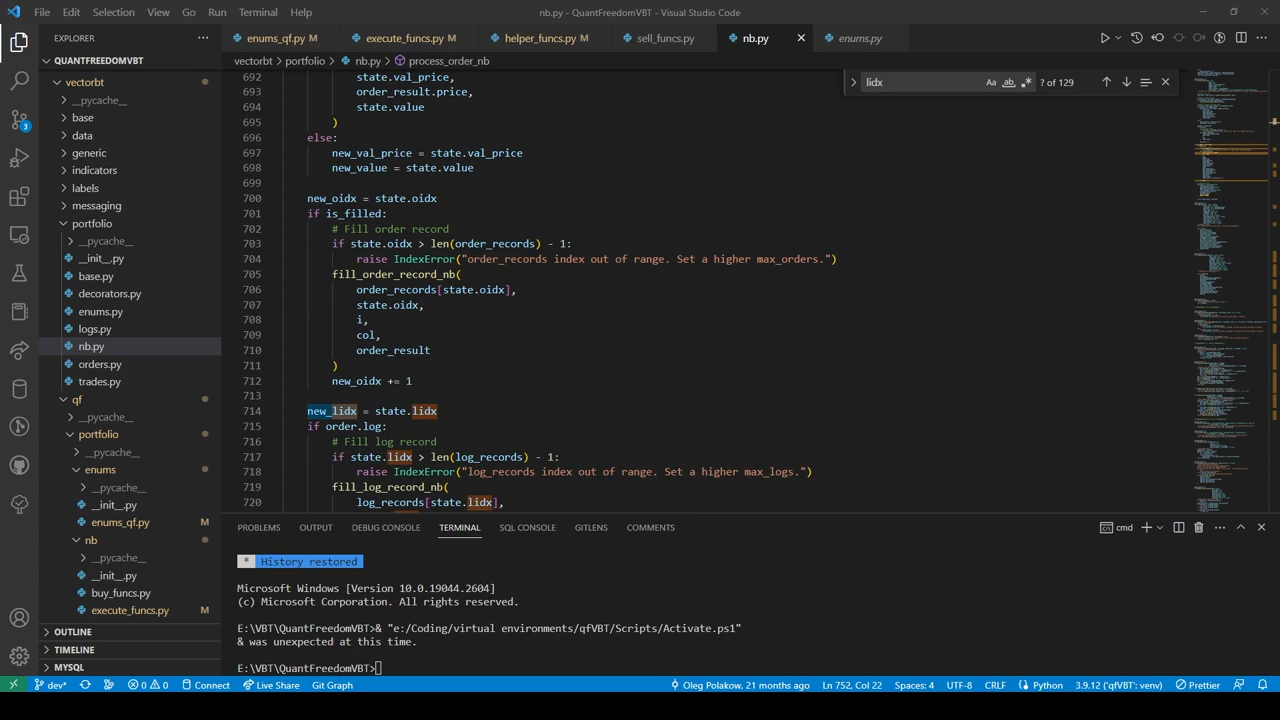 File Edit Selection View Go Run Terminal Help
nb.py - QuantFreedomVBT - Visual Studio Code
EXPLORER
QUANTFREEDOMVBT
vectorbt
__pycache__
base
data
generic
indicators
labels
messaging
portfolio
__pycache__
__init__.py
base.py
decorators.py
enums.py
logs.py
nb.py
orders.py
trades.py
qf
__pycache__
portfolio
__pycache__
enums
__pycache__
__init__.py
enums_qf.py M
nb
__pycache__
__init__.py
buy_funcs.py
execute_funcs.py M
OUTLINE
TIMELINE
MYSQL
3
enums_qf.py M execute_funcs.py M helper_funcs.py M sell_funcs.py nb.py enums.py
vectorbt > portfolio > nb.py > process_order_nb
lidx Aa ab ? of 129
692 state.val_price,
693 order_result.price,
694 state.value
695 )
696 else:
697 new_val_price = state.val_price
698 new_value = state.value
699
700 new_oidx = state.oidx
701 if is_filled:
702 # Fill order record
703 if state.oidx > len(order_records) - 1:
704 raise IndexError("order_records index out of range. Set a higher max_orders.")
705 fill_order_record_nb(
706 order_records[state.oidx],
707 state.oidx,
708 i,
709 col,
710 order_result
711 )
712 new_oidx += 1
713
714 new_lidx = state.lidx
715 if order.log:
716 # Fill log record
717 if state.lidx > len(log_records) - 1:
718 raise IndexError("log_records index out of range. Set a higher max_logs.")
719 fill_log_record_nb(
720 log_records[state.lidx],
PROBLEMS OUTPUT DEBUG CONSOLE TERMINAL SQL CONSOLE GITLENS COMMENTS
cmd
* History restored
Microsoft Windows [Version 10.0.19044.2604]
(c) Microsoft Corporation. All rights reserved.
E:\VBT\QuantFreedomVBT>& "e:/Coding/virtual environments/qfVBT/Scripts/Activate.ps1"
& was unexpected at this time.
E:\VBT\QuantFreedomVBT>
dev* 0 0 Connect Live Share Git Graph Oleg Polakow, 21 months ago Ln 752, Col 22 Spaces: 4 UTF-8 CRLF Python 3.9.12 ('qfVBT': venv) Prettier